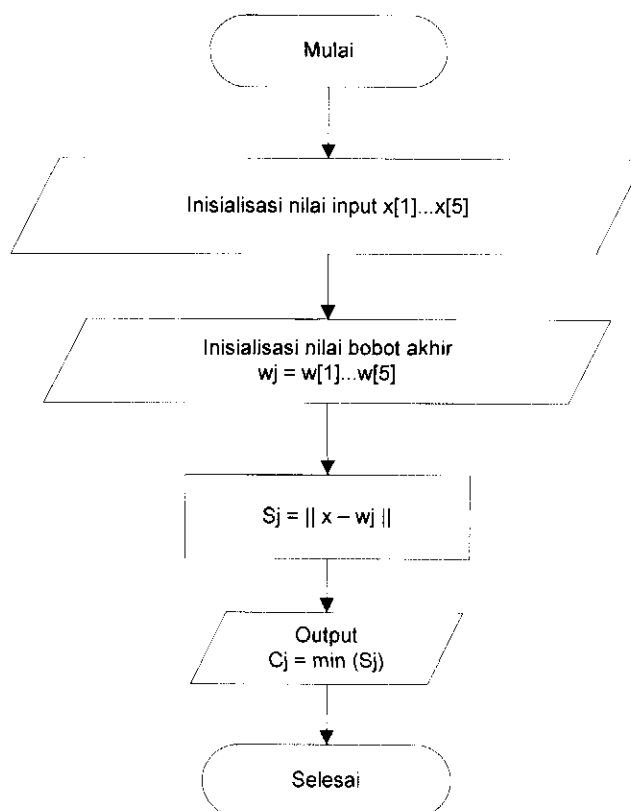 Mulai
Inisialisasi nilai input x[1]...x[5]
Inisialisasi nilai bobot akhir
wj = w[1]...w[5]
Sj = || x – wj ||
Output
Cj = min (Sj)
Selesai